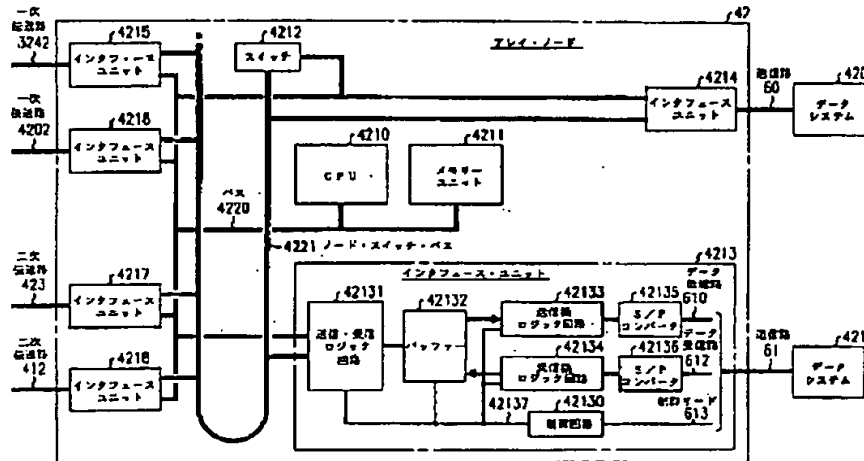 一次
伝送路
3242
4215
インタフェース
ユニット
4212
スイッチ
42
アレイ・ノード
一次
伝送路
4202
4216
インタフェース
ユニット
4214
インタフェース
ユニット
通信路
60
420
データ
システム
4210
CPU
4211
メモリー
ユニット
バス
4220
4221 ノード・スイッチ・バス
二次
伝送路
423
4217
インタフェース
ユニット
二次
伝送路
412
4218
インタフェース
ユニット
4213
インタフェース・ユニット
42131
送信・受信
ロジック
回路
42132
バッファー
42133
送信側
ロジック回路
42135
S/P
コンバータ
データ
610
42134
受信側
ロジック回路
42136
S/P
コンバータ
データ
受信路
612
42137
42130
制御回路
613
通信路
61
421
データ
システム